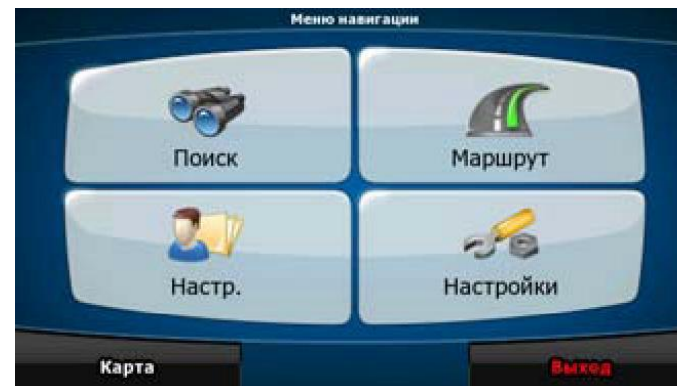 Меню навигации
Поиск
Маршрут
Настр.
Настройки
Карта
Выход